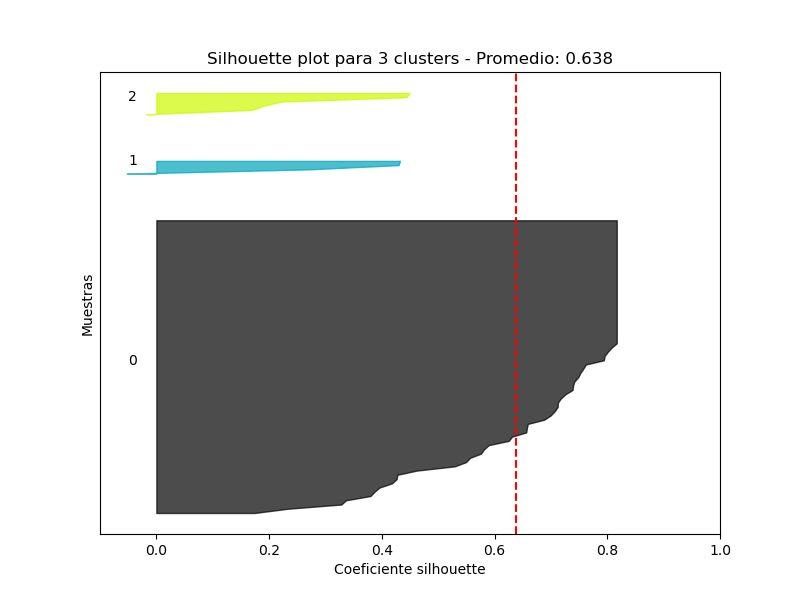 Silhouette plot para 3 clusters - Promedio: 0.638
2
1
0
Muestras
0.0 0.2 0.4 0.6 0.8 1.0
Coeficiente silhouette